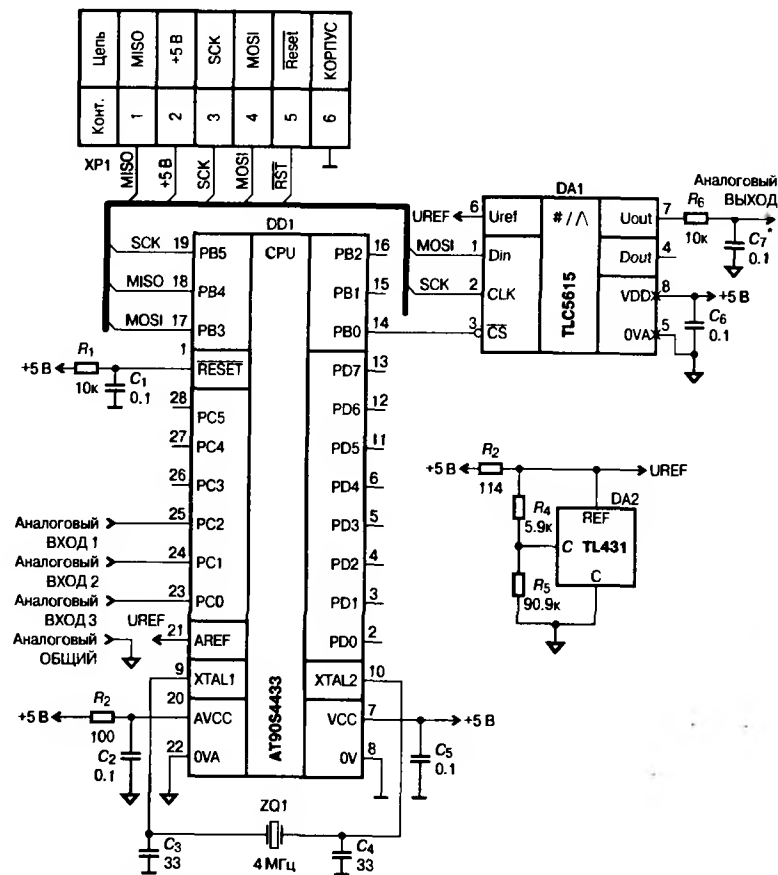 Цепь MISO +5 В SCK MOSI Reset КОРПУС
Конт. 1 2 3 4 5 6
XP1
MISO +5 В SCK MOSI RST
DD1
CPU
AT90S4433
SCK 19 PB5
MISO 18 PB4
MOSI 17 PB3
+5 В R1 10к C1 0.1 1 RESET
28 PC5
27 PC4
26 PC3
Аналоговый ВХОД 1 25 PC2
Аналоговый ВХОД 2 24 PC1
Аналоговый ВХОД 3 23 PC0
Аналоговый ОБЩИЙ
UREF 21 AREF
9 XTAL1
+5 В R2 100 C2 0.1 20 AVCC
22 0VA
PB2 16
PB1 15
PB0 14
PD7 13
PD6 12
PD5 11
PD4 6
PD3 5
PD2 4
PD1 3
PD0 2
XTAL2 10
VCC 7 +5 В
C5 0.1
0V 8
ZQ1
4 МГц
C3 33
C4 33
DA1
# / /\
TLC5615
UREF 6 Uref
MOSI 1 Din
SCK 2 CLK
3 CS
Uout 7
Dout 4
VDD 8 +5 В
0VA 5
R6 10к
Аналоговый ВЫХОД
C7* 0.1
C6 0.1
+5 В R2 114
UREF
R4 5.9к
R5 90.9к
DA2
REF
C TL431
C